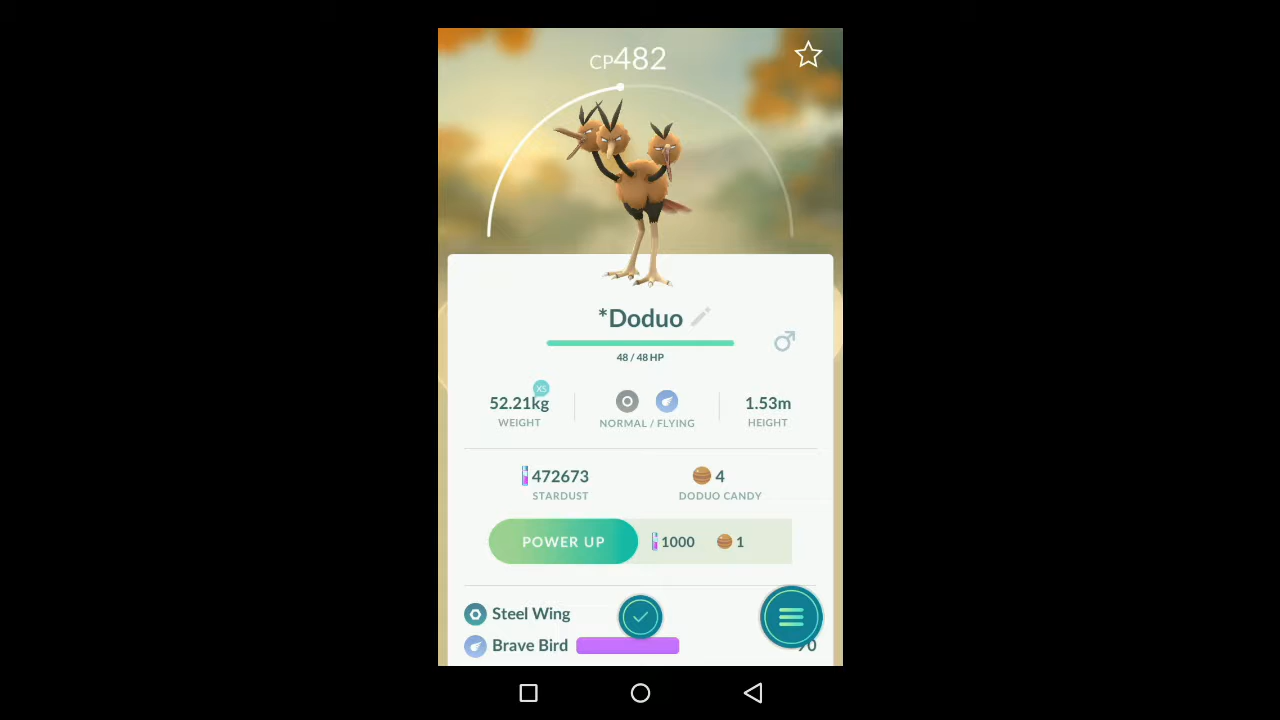 CP482
*Doduo
48 / 48 HP
XS
52.21kg
WEIGHT
NORMAL / FLYING
1.53m
HEIGHT
472673
STARDUST
4
DODUO CANDY
POWER UP
1000
1
Steel Wing
Brave Bird